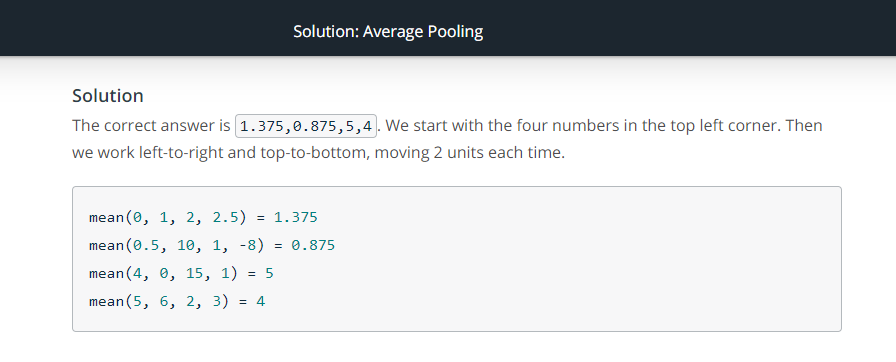 Solution: Average Pooling
Solution
The correct answer is 1.375,0.875,5,4. We start with the four numbers in the top left corner. Then
we work left-to-right and top-to-bottom, moving 2 units each time.
mean(0, 1, 2, 2.5) = 1.375
mean(0.5, 10, 1, -8) = 0.875
mean(4, 0, 15, 1) = 5
mean(5, 6, 2, 3) = 4